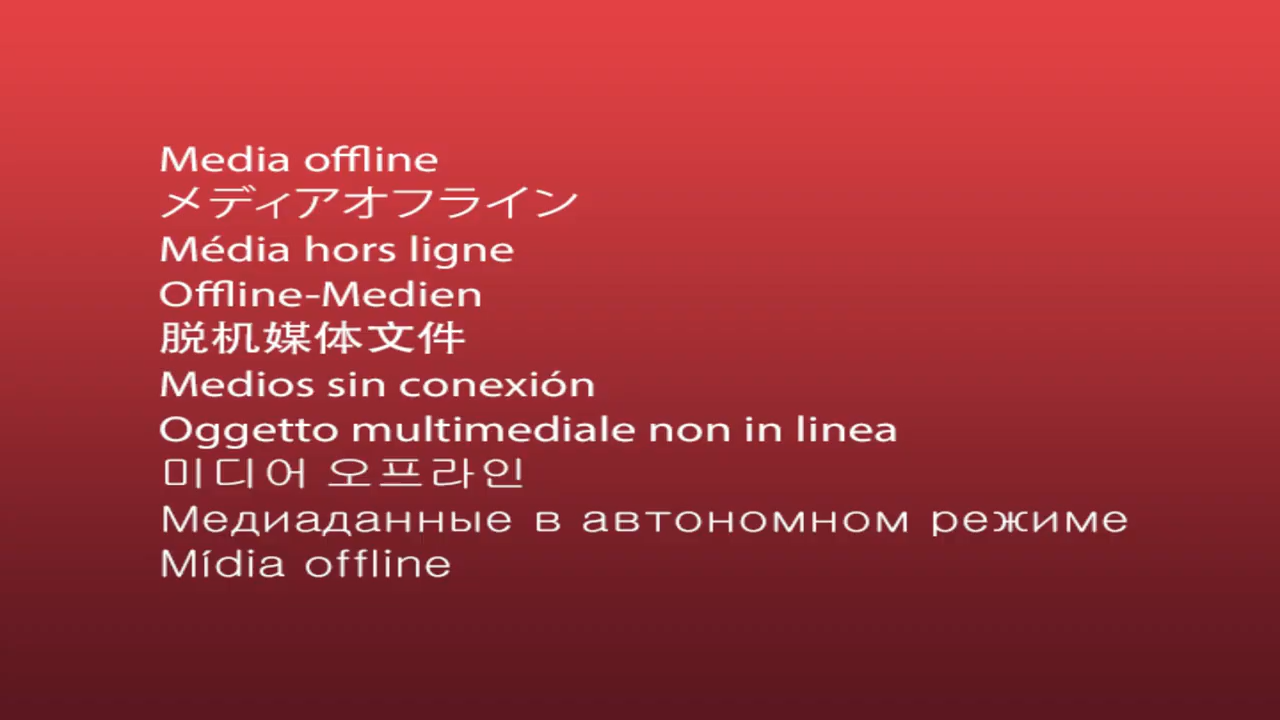 Media offline
メディアオフライン
Média hors ligne
Offline-Medien
脱机媒体文件
Medios sin conexión
Oggetto multimediale non in linea
미디어 오프라인
Медиаданные в автономном режиме
Mídia offline